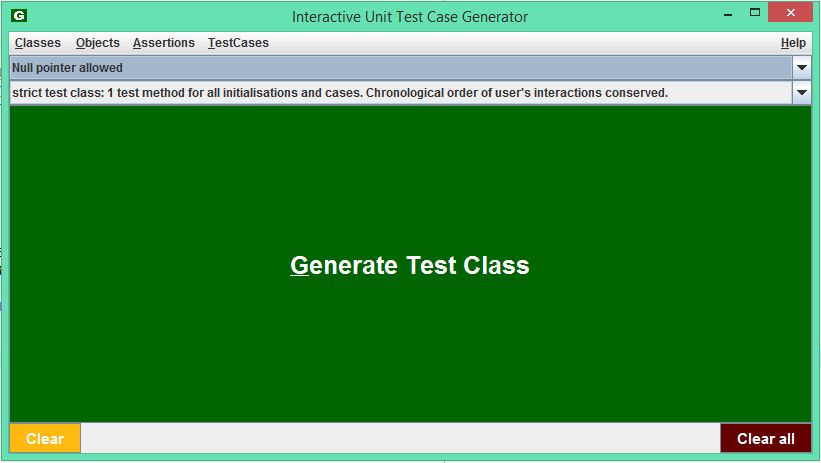 G
Interactive Unit Test Case Generator
Classes Objects Assertions TestCases Help
Null pointer allowed
strict test class: 1 test method for all initialisations and cases. Chronological order of user's interactions conserved.
Generate Test Class
Clear Clear all